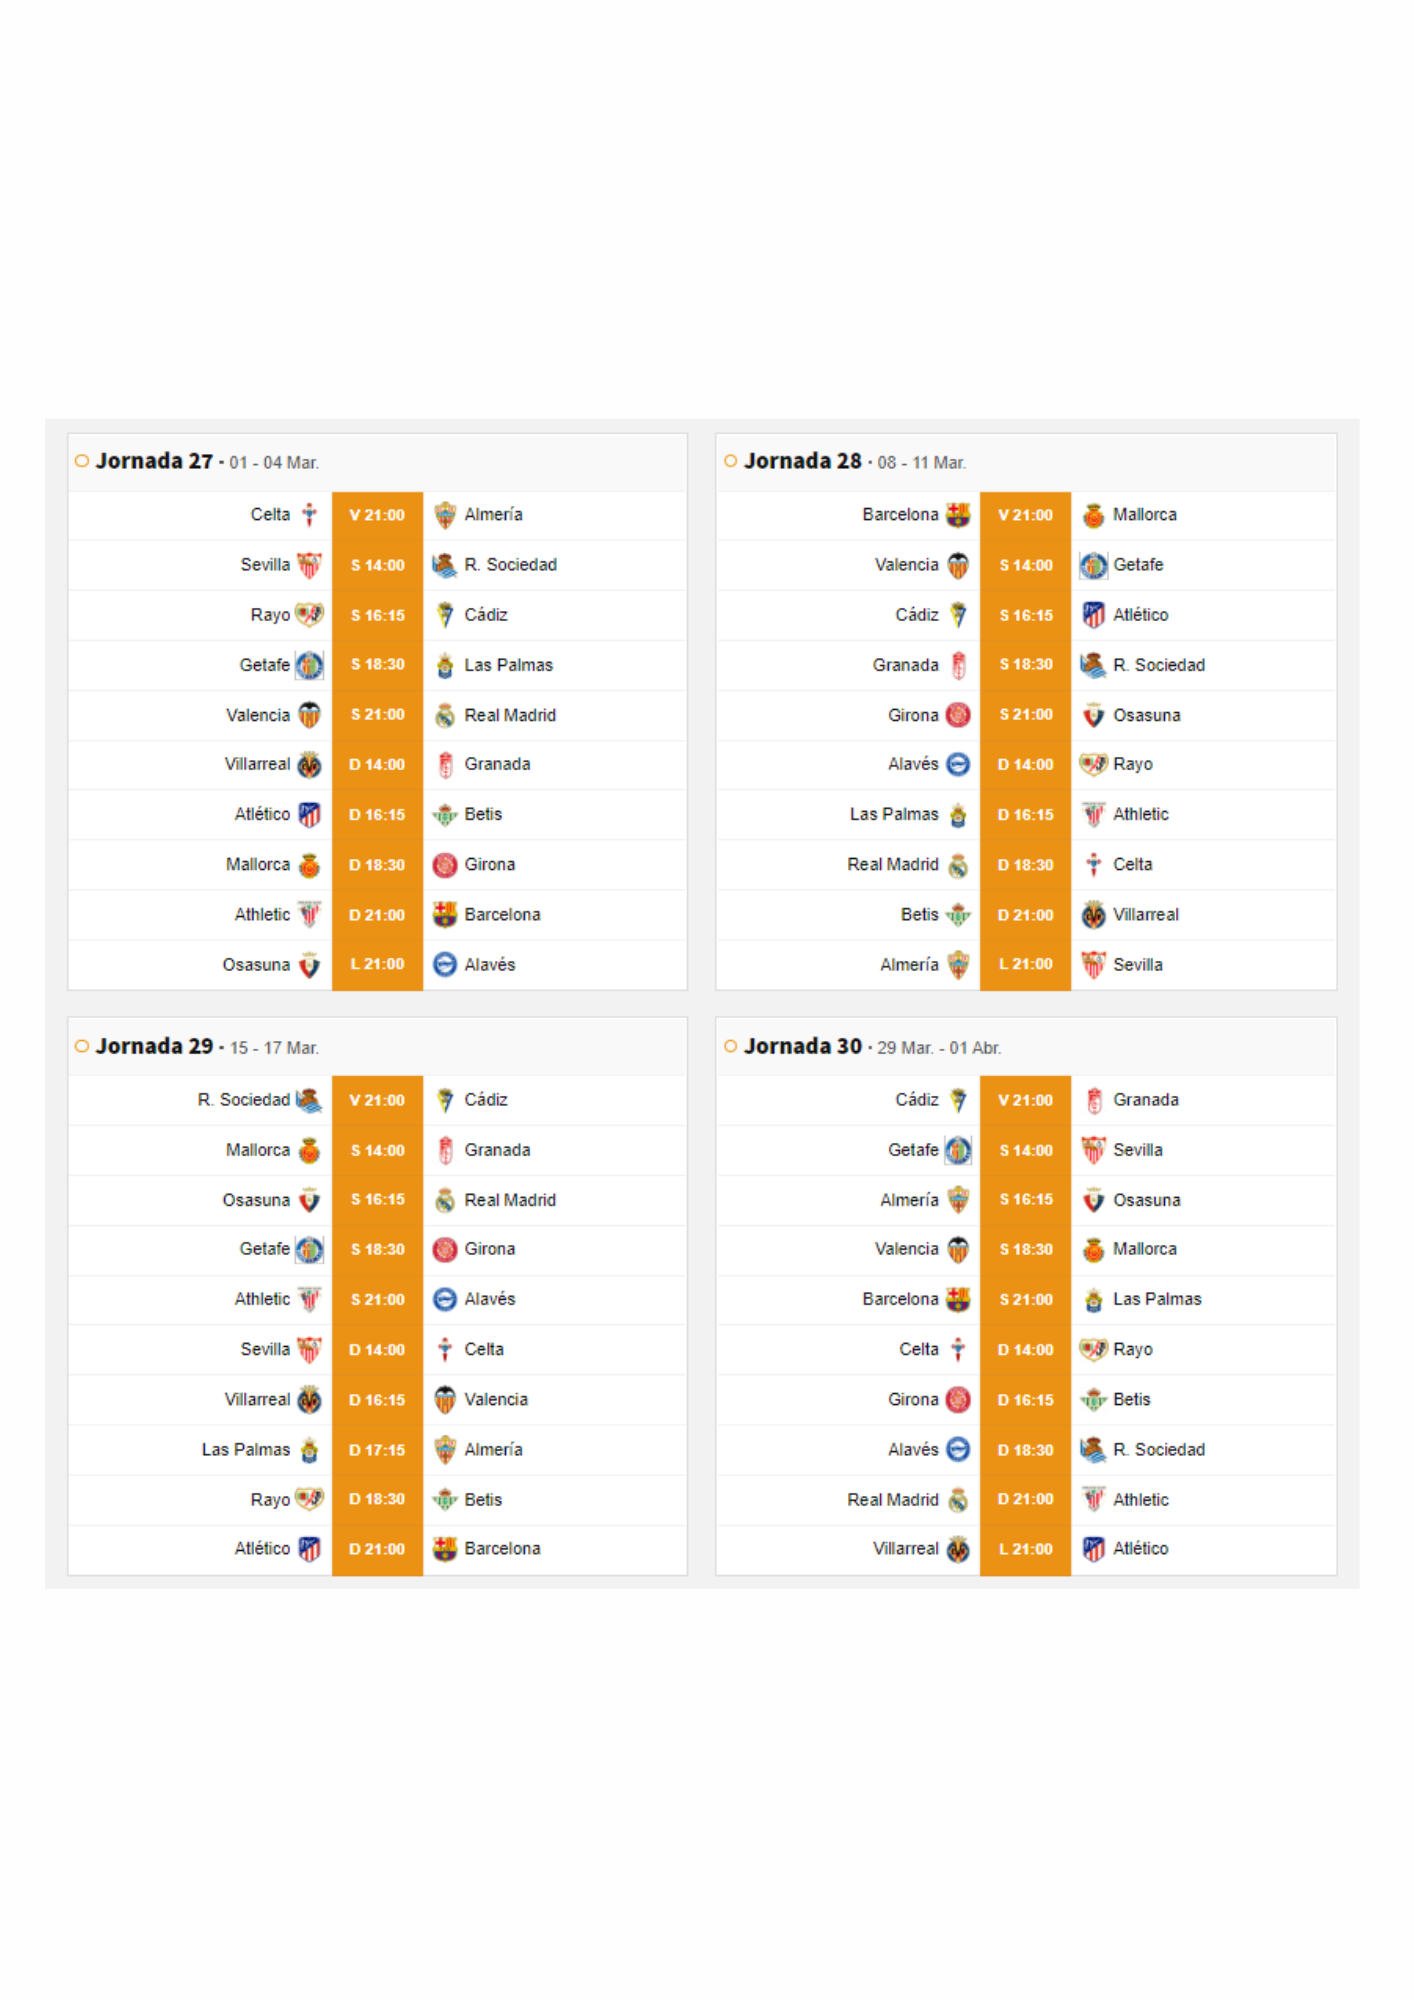 Jornada 27 · 01 - 04 Mar.
Celta V 21:00 Almería
Sevilla S 14:00 R. Sociedad
Rayo S 16:15 Cádiz
Getafe S 18:30 Las Palmas
Valencia S 21:00 Real Madrid
Villarreal D 14:00 Granada
Atlético D 16:15 Betis
Mallorca D 18:30 Girona
Athletic D 21:00 Barcelona
Osasuna L 21:00 Alavés
Jornada 28 · 08 - 11 Mar.
Barcelona V 21:00 Mallorca
Valencia S 14:00 Getafe
Cádiz S 16:15 Atlético
Granada S 18:30 R. Sociedad
Girona S 21:00 Osasuna
Alavés D 14:00 Rayo
Las Palmas D 16:15 Athletic
Real Madrid D 18:30 Celta
Betis D 21:00 Villarreal
Almería L 21:00 Sevilla
Jornada 29 · 15 - 17 Mar.
R. Sociedad V 21:00 Cádiz
Mallorca S 14:00 Granada
Osasuna S 16:15 Real Madrid
Getafe S 18:30 Girona
Athletic S 21:00 Alavés
Sevilla D 14:00 Celta
Villarreal D 16:15 Valencia
Las Palmas D 17:15 Almería
Rayo D 18:30 Betis
Atlético D 21:00 Barcelona
Jornada 30 · 29 Mar. - 01 Abr.
Cádiz V 21:00 Granada
Getafe S 14:00 Sevilla
Almería S 16:15 Osasuna
Valencia S 18:30 Mallorca
Barcelona S 21:00 Las Palmas
Celta D 14:00 Rayo
Girona D 16:15 Betis
Alavés D 18:30 R. Sociedad
Real Madrid D 21:00 Athletic
Villarreal L 21:00 Atlético